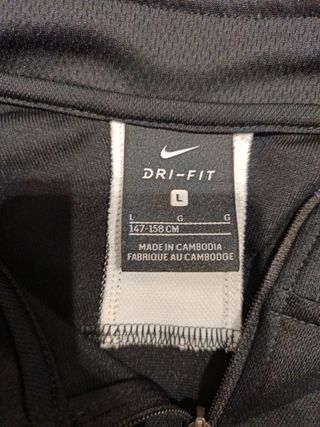 DRI-FIT
L
L G G
147-158 CM
MADE IN CAMBODIA
FABRIQUE AU CAMBODGE